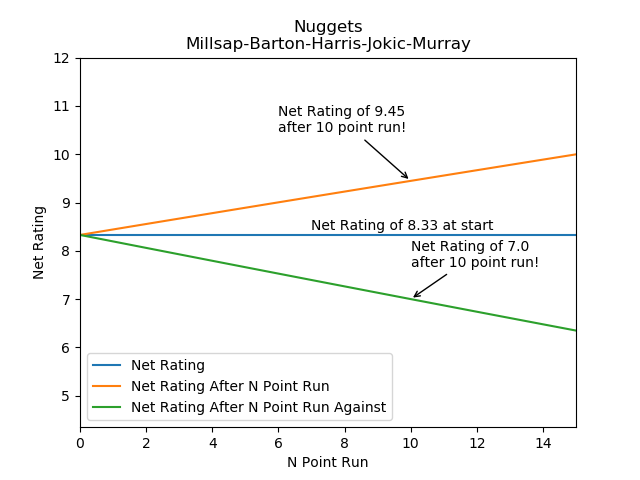 Nuggets
Millsap-Barton-Harris-Jokic-Murray
12
11
10
9
8
7
6
5
Net Rating
Net Rating of 9.45
after 10 point run!
Net Rating of 8.33 at start
Net Rating of 7.0
after 10 point run!
Net Rating
Net Rating After N Point Run
Net Rating After N Point Run Against
0 2 4 6 8 10 12 14
N Point Run